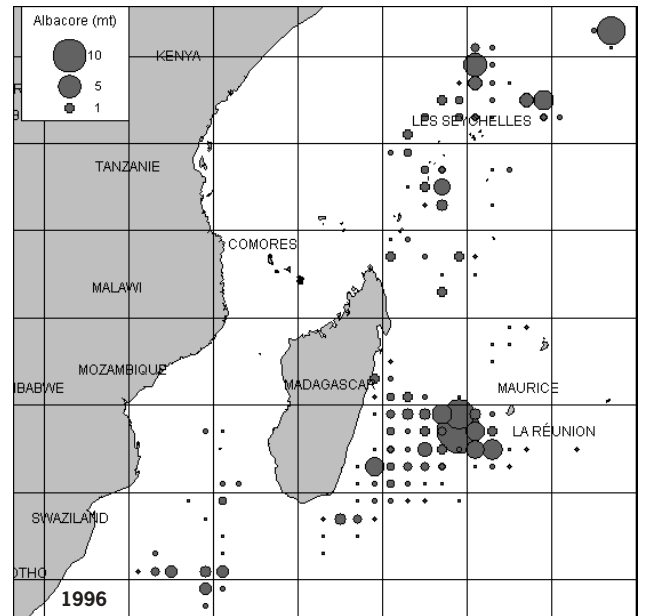 Albacore (mt)
10
5
1
KENYA
LES SEYCHELLES
TANZANIE
COMORES
MALAWI
MOZAMBIQUE
IBABWE
MADAGASCAR
MAURICE
LA RÉUNION
SWAZILAND
OTHO
1996